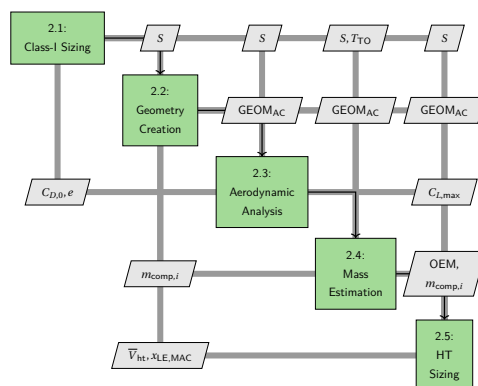 2.1:
Class-I Sizing
S
S
S, T_TO
S
2.2:
Geometry
Creation
GEOM_AC
GEOM_AC
GEOM_AC
C_D,0, e
2.3:
Aerodynamic
Analysis
C_L,max
m_comp,i
2.4:
Mass
Estimation
OEM,
m_comp,i
V̅_ht, x_LE,MAC
2.5:
HT
Sizing